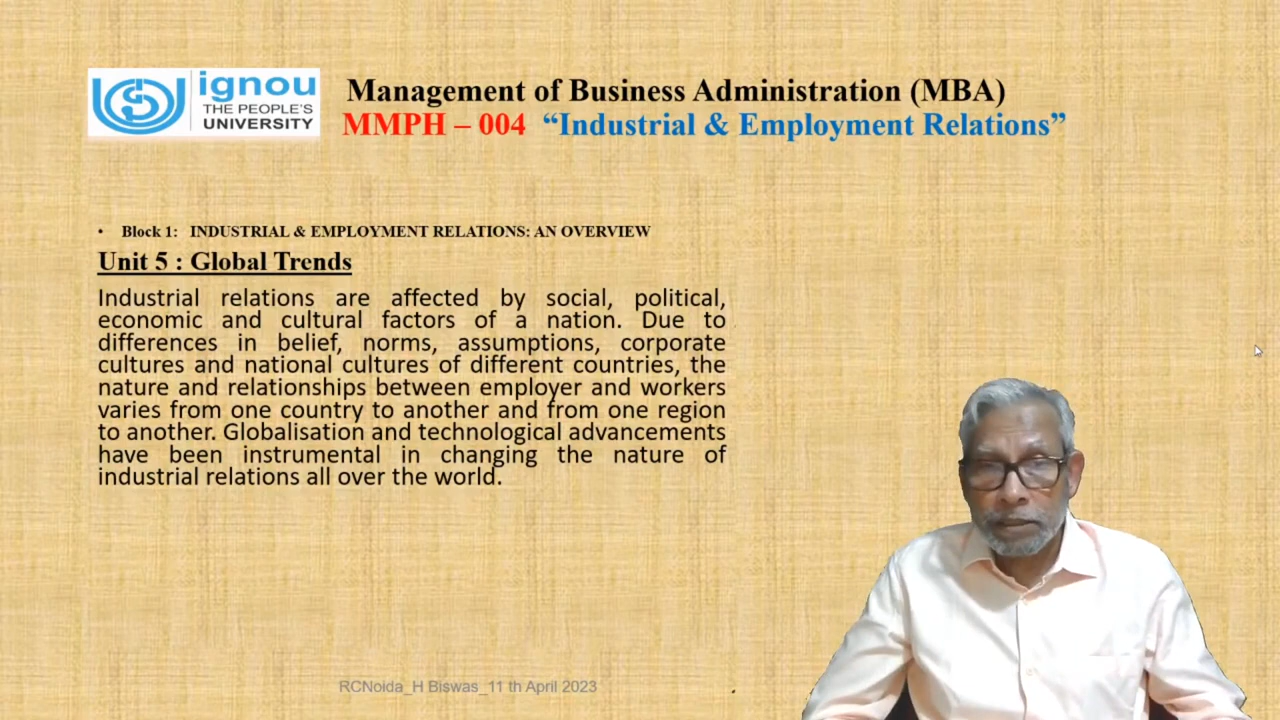 ignou
THE PEOPLE'S
UNIVERSITY
Management of Business Administration (MBA)
MMPH – 004 “Industrial & Employment Relations”
• Block 1: INDUSTRIAL & EMPLOYMENT RELATIONS: AN OVERVIEW
Unit 5 : Global Trends
Industrial relations are affected by social, political,
economic and cultural factors of a nation. Due to
differences in belief, norms, assumptions, corporate
cultures and national cultures of different countries, the
nature and relationships between employer and workers
varies from one country to another and from one region
to another. Globalisation and technological advancements
have been instrumental in changing the nature of
industrial relations all over the world.
RCNoida_H Biswas_11 th April 2023